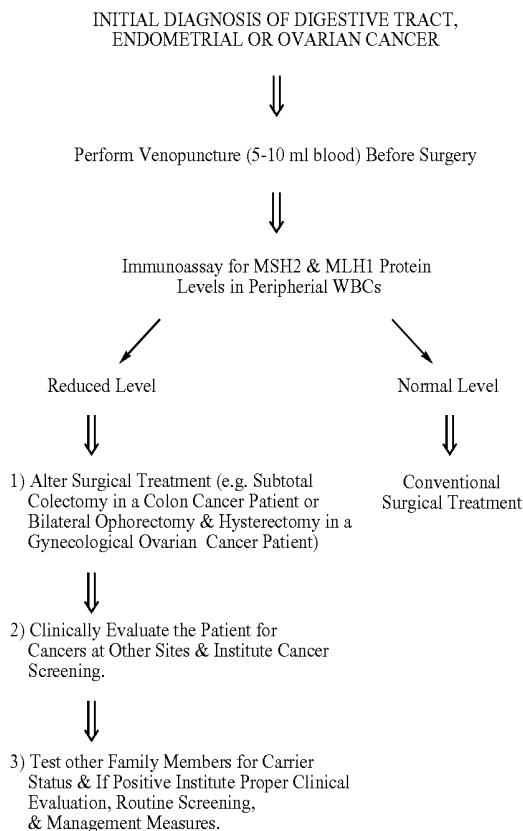 INITIAL DIAGNOSIS OF DIGESTIVE TRACT,
ENDOMETRIAL OR OVARIAN CANCER
Perform Venopuncture (5-10 ml blood) Before Surgery
Immunoassay for MSH2 & MLH1 Protein
Levels in Peripherial WBCs
Reduced Level
Normal Level
1) Alter Surgical Treatment (e.g. Subtotal
Colectomy in a Colon Cancer Patient or
Bilateral Ophorectomy & Hysterectomy in a
Gynecological Ovarian Cancer Patient)
Conventional
Surgical Treatment
2) Clinically Evaluate the Patient for
Cancers at Other Sites & Institute Cancer
Screening.
3) Test other Family Members for Carrier
Status & If Positive Institute Proper Clinical
Evaluation, Routine Screening,
& Management Measures.